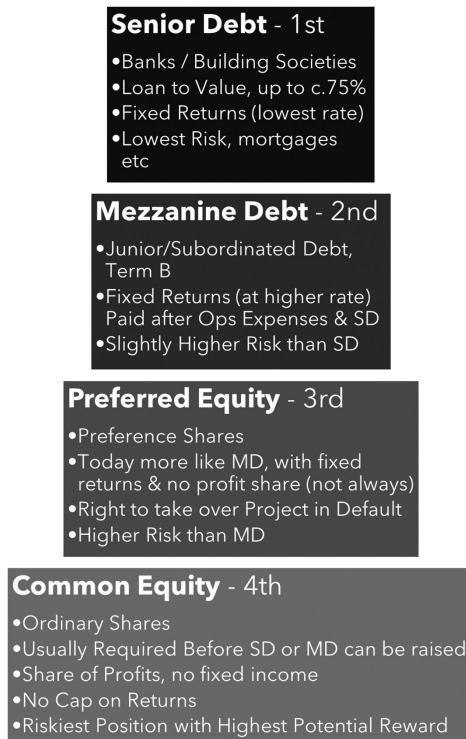 Senior Debt - 1st
•Banks / Building Societies
•Loan to Value, up to c.75%
•Fixed Returns (lowest rate)
•Lowest Risk, mortgages
etc
Mezzanine Debt - 2nd
•Junior/Subordinated Debt,
Term B
•Fixed Returns (at higher rate)
Paid after Ops Expenses & SD
•Slightly Higher Risk than SD
Preferred Equity - 3rd
•Preference Shares
•Today more like MD, with fixed
returns & no profit share (not always)
•Right to take over Project in Default
•Higher Risk than MD
Common Equity - 4th
•Ordinary Shares
•Usually Required Before SD or MD can be raised
•Share of Profits, no fixed income
•No Cap on Returns
•Riskiest Position with Highest Potential Reward